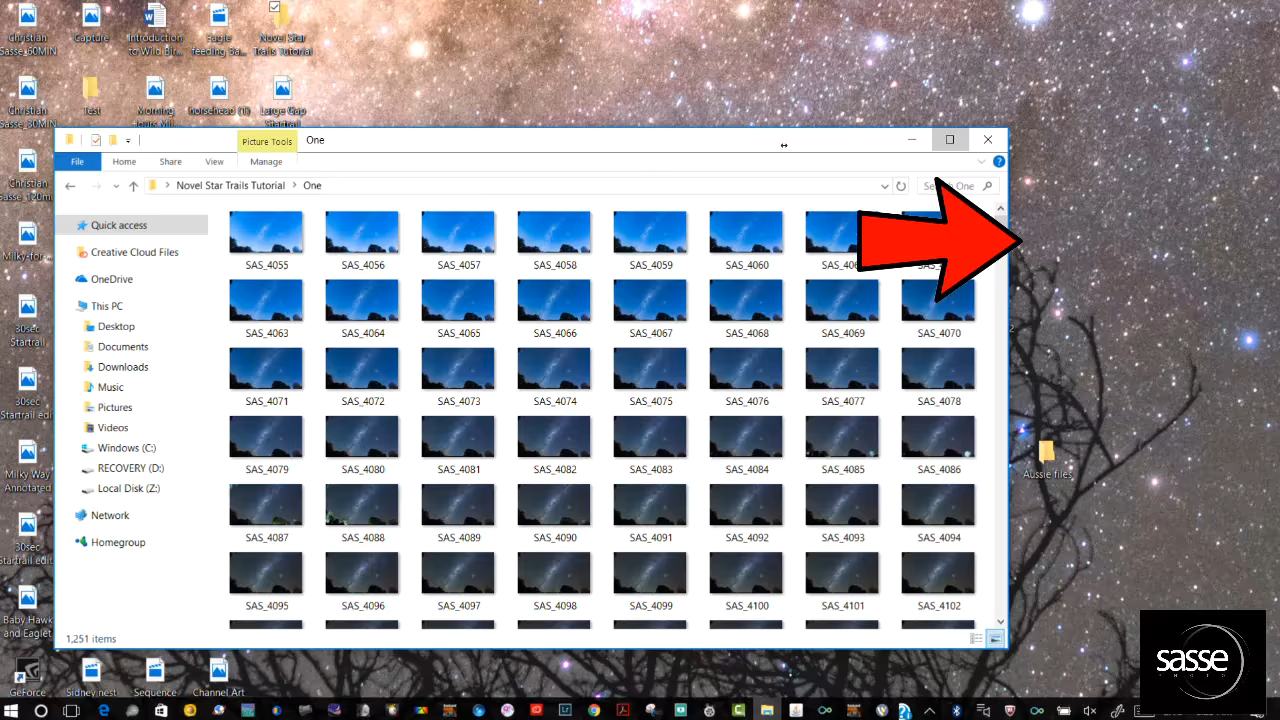 Christian
Sasse_60MIN
Capture
Introduction
to Wild Bir...
Eagle
feeding Ba...
Novel Star
Trails Tutorial
Christian
Sasse_30MIN
Test
Morning
horsehead (1)
Large Gap
Startrail
Picture Tools
One
File
Home
Share
View
Manage
Novel Star Trails Tutorial
One
One
Christian
Quick access
Creative Cloud Files
OneDrive
This PC
Desktop
Documents
Downloads
Music
Pictures
Videos
Windows (C:)
RECOVERY (D:)
Local Disk (Z:)
Network
Homegroup
SAS_4055
SAS_4056
SAS_4057
SAS_4058
SAS_4059
SAS_4060
SAS_4063
SAS_4064
SAS_4065
SAS_4066
SAS_4067
SAS_4068
SAS_4069
SAS_4070
SAS_4071
SAS_4072
SAS_4073
SAS_4074
SAS_4075
SAS_4076
SAS_4077
SAS_4078
SAS_4079
SAS_4080
SAS_4081
SAS_4082
SAS_4083
SAS_4084
SAS_4085
SAS_4086
SAS_4087
SAS_4088
SAS_4089
SAS_4090
SAS_4091
SAS_4092
SAS_4093
SAS_4094
SAS_4095
SAS_4096
SAS_4097
SAS_4098
SAS_4099
SAS_4100
SAS_4101
SAS_4102
1,251 items
Milky-for...
30sec
Startrail
30sec
Startrail edit
Milky Way
Annotated
30sec
Startrail edit...
Baby Hawk
and Eaglet
Aussie files
GeForce
Sidney nest
Sequence
Channel Art
sasse
PHOTO